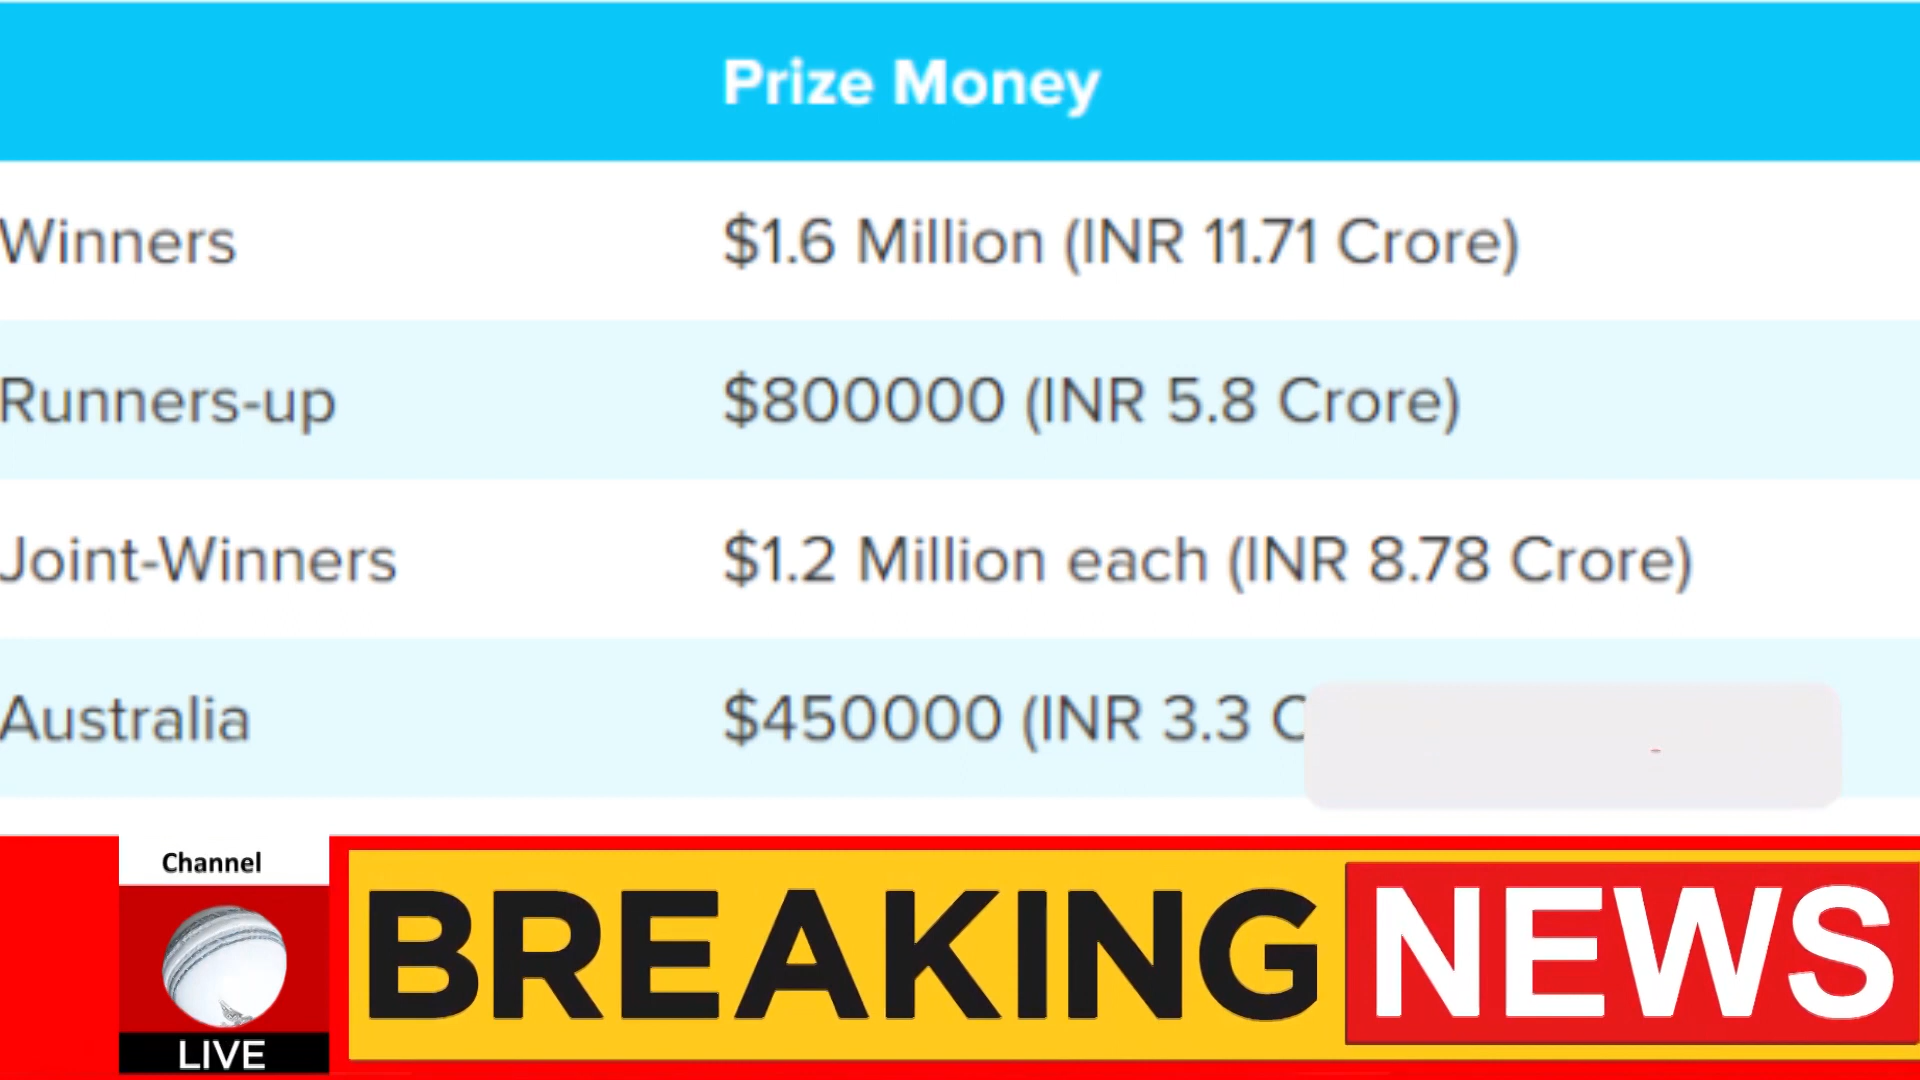 Prize Money
Winners $1.6 Million (INR 11.71 Crore)
Runners-up $800000 (INR 5.8 Crore)
Joint-Winners $1.2 Million each (INR 8.78 Crore)
Australia $450000 (INR 3.3 C
Channel
LIVE
BREAKING NEWS